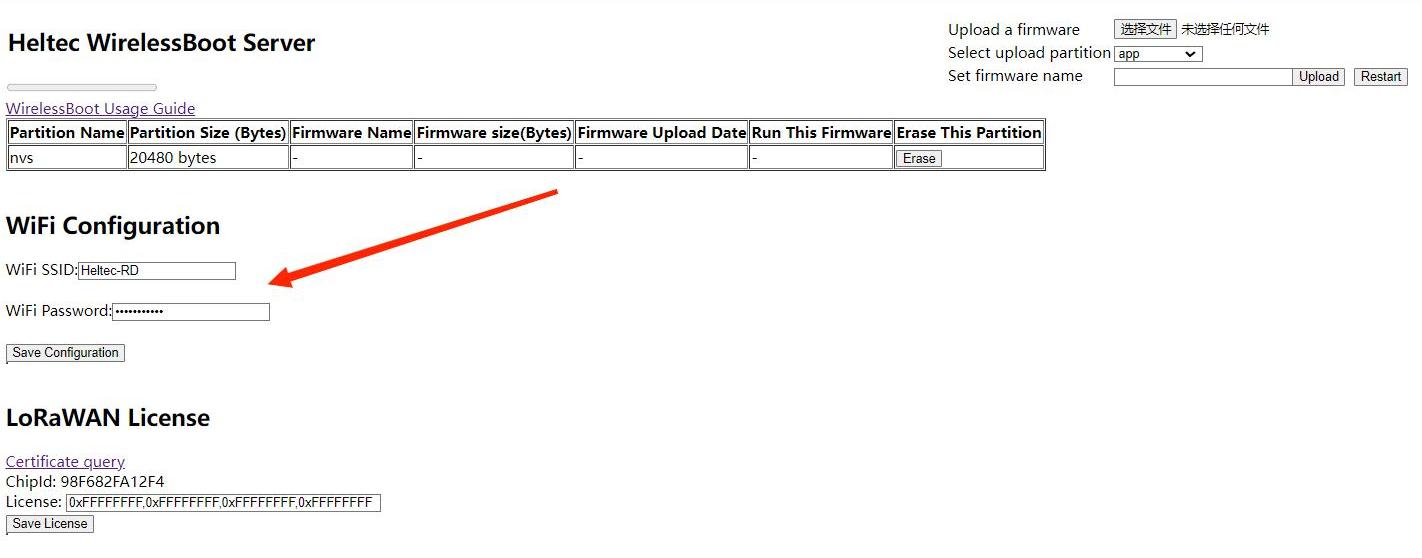 Heltec WirelessBoot Server
Upload a firmware 选择文件 未选择任何文件
Select upload partition app
Set firmware name Upload Restart
WirelessBoot Usage Guide
Partition Name Partition Size (Bytes) Firmware Name Firmware size(Bytes) Firmware Upload Date Run This Firmware Erase This Partition
nvs 20480 bytes - - - - Erase
WiFi Configuration
WiFi SSID: Heltec-RD
WiFi Password: •••••••••••
Save Configuration
LoRaWAN License
Certificate query
ChipId: 98F682FA12F4
License: 0xFFFFFFFF,0xFFFFFFFF,0xFFFFFFFF,0xFFFFFFFF
Save License